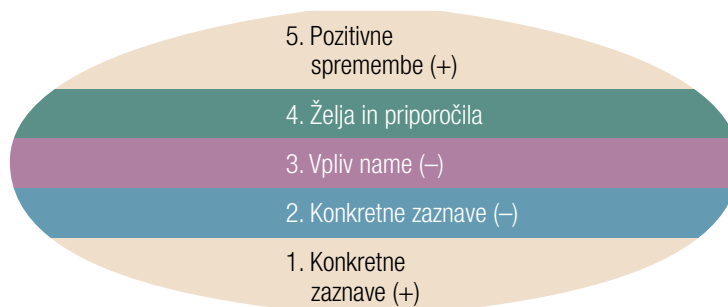 5. Pozitivne
spremembe (+)
4. Želja in priporočila
3. Vpliv name (–)
2. Konkretne zaznave (–)
1. Konkretne
zaznave (+)